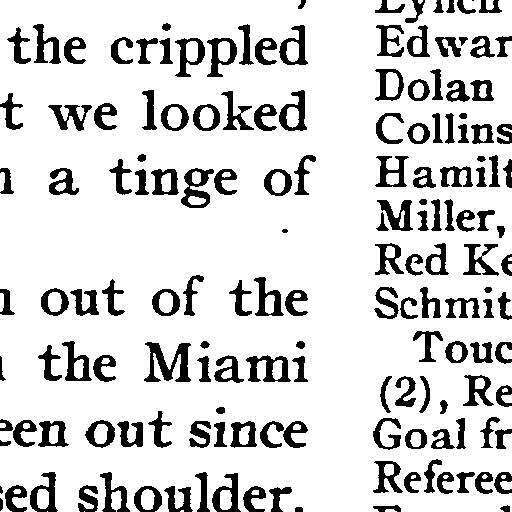 the crippled
t we looked
a tinge of
out of the
the Miami
een out since
sed shoulder.
Lynch
Edwar
Dolan
Collins
Hamilt
Miller,
Red Ke
Schmit
Touc
(2), Re
Goal fr
Referee